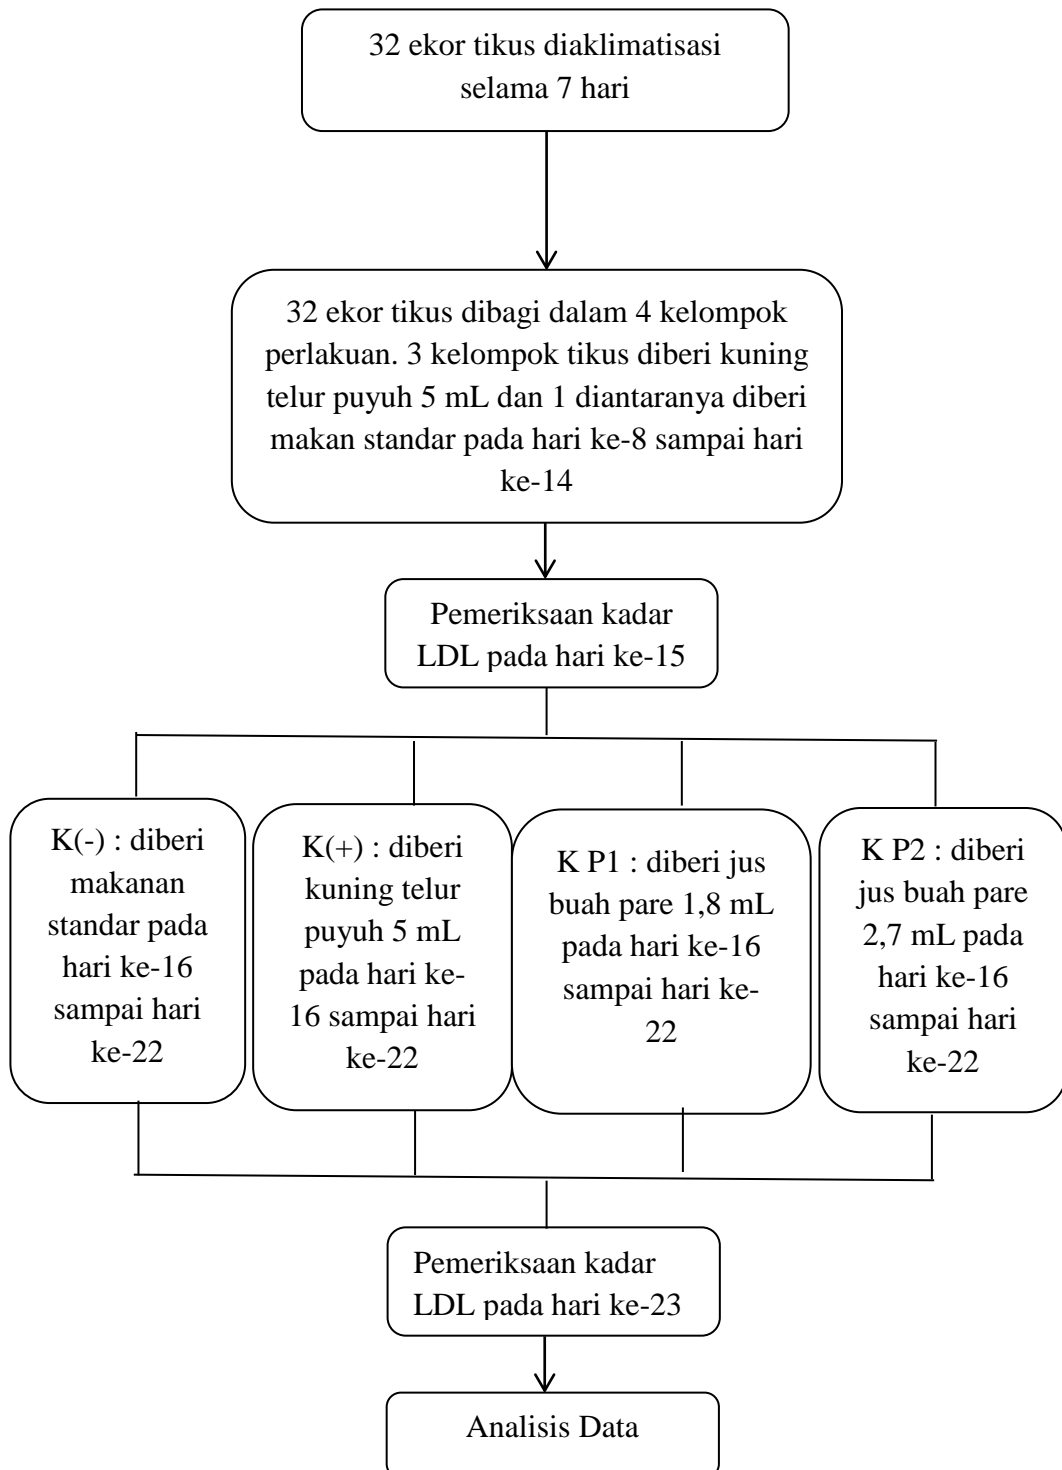 32 ekor tikus diaklimatisasi
selama 7 hari
32 ekor tikus dibagi dalam 4 kelompok
perlakuan. 3 kelompok tikus diberi kuning
telur puyuh 5 mL dan 1 diantaranya diberi
makan standar pada hari ke-8 sampai hari
ke-14
Pemeriksaan kadar
LDL pada hari ke-15
K(-) : diberi
makanan
standar pada
hari ke-16
sampai hari
ke-22
K(+) : diberi
kuning telur
puyuh 5 mL
pada hari ke-
16 sampai hari
ke-22
K P1 : diberi jus
buah pare 1,8 mL
pada hari ke-16
sampai hari ke-
22
K P2 : diberi
jus buah pare
2,7 mL pada
hari ke-16
sampai hari
ke-22
Pemeriksaan kadar
LDL pada hari ke-23
Analisis Data